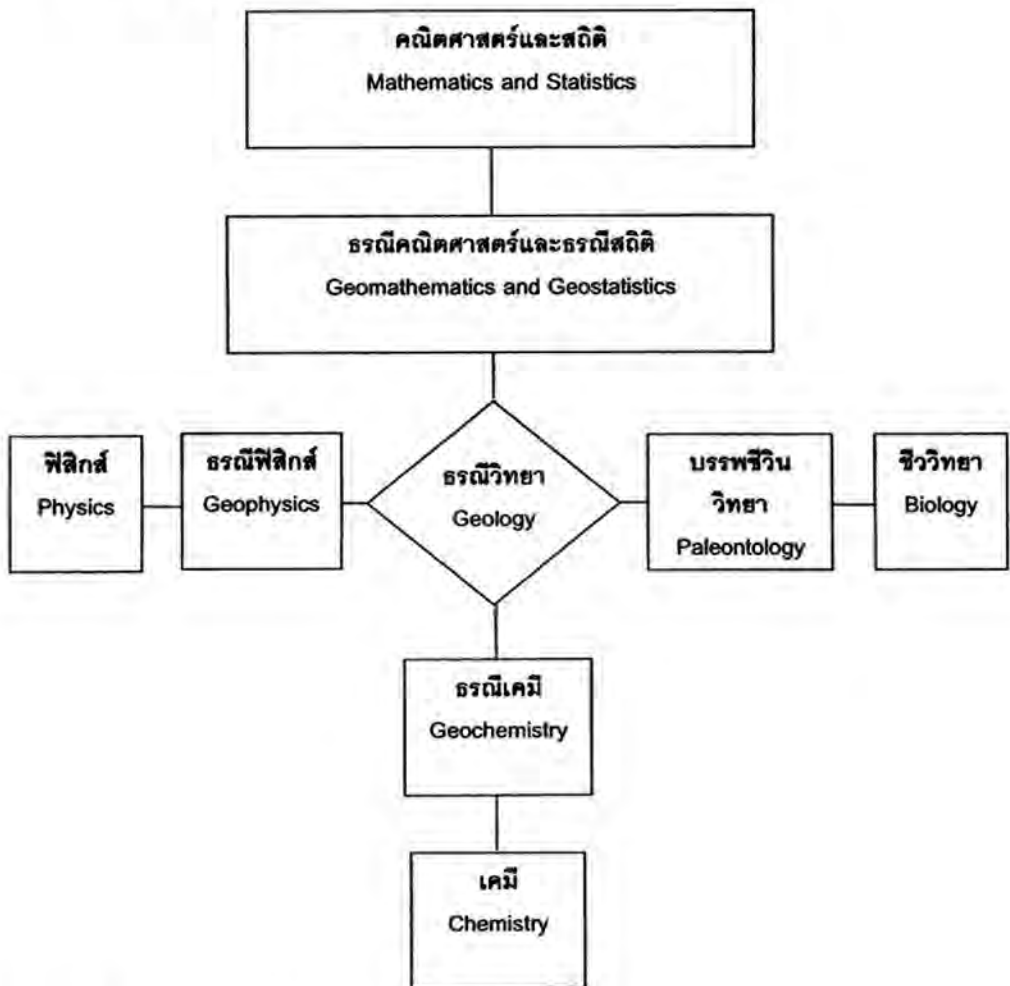 คณิตศาสตร์และสถิติ
Mathematics and Statistics
ธรณีคณิตศาสตร์และธรณีสถิติ
Geomathematics and Geostatistics
ฟิสิกส์
Physics
ธรณีฟิสิกส์
Geophysics
ธรณีวิทยา
Geology
บรรพชีวิน
วิทยา
Paleontology
ชีววิทยา
Biology
ธรณีเคมี
Geochemistry
เคมี
Chemistry